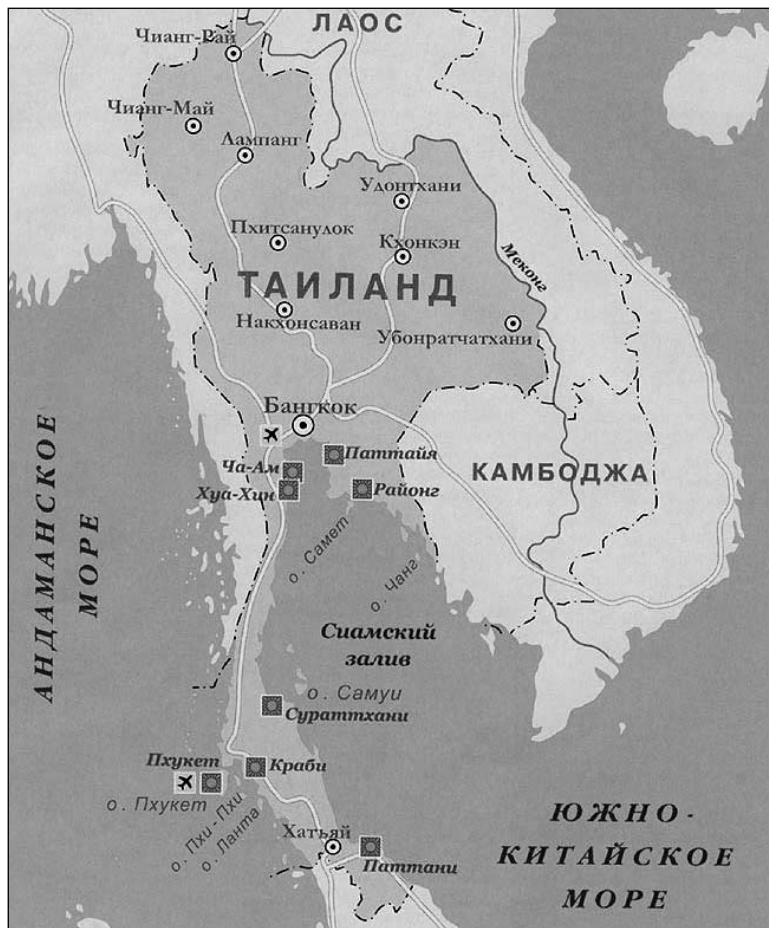 ЛАОС
Чианг-Рай
Чианг-Май
Лампанг
Удонтхани
Пхитсанулок
Кхонкэн
Меконг
ТАИЛАНД
Накхонсаван
Убонратчатхани
Бангкок
Паттайя
Ча-Ам
КАМБОДЖА
Хуа-Хин
Районг
о. Самет
о. Чанг
АНДАМАНСКОЕ
МОРЕ
Сиамский
залив
о. Самуи
Сураттхани
Пхукет
Краби
о. Пхукет
о. Пхи-Пхи
о. Ланта
Хатъяй
Паттани
ЮЖНО-
КИТАЙСКОЕ
МОРЕ